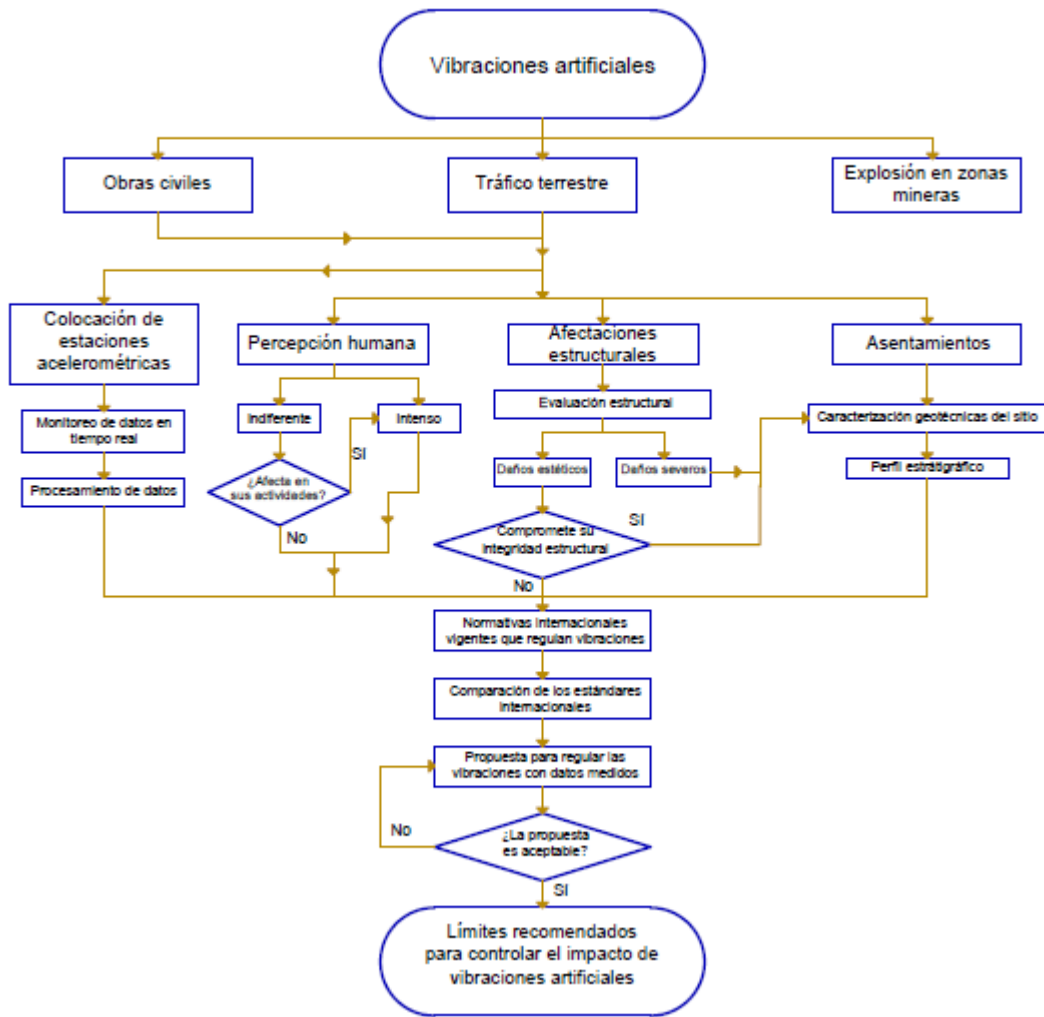 Vibraciones artificiales
Obras civiles
Tráfico terrestre
Explosión en zonas
mineras
Colocación de
estaciones
acelerométricas
Percepción humana
Afectaciones
estructurales
Asentamientos
Monitoreo de datos en
tiempo real
Indiferente
Intenso
Evaluación estructural
Caracterización geotécnicas del sitio
Procesamiento de datos
¿Afecta en
sus actividades?
SI
Daños estéticos
Daños severos
Perfil estratigráfico
No
Compromete su
integridad estructural
SI
No
Normativas internacionales
vigentes que regulan vibraciones
Comparación de los estándares
internacionales
Propuesta para regular las
vibraciones con datos medidos
¿La propuesta
es aceptable?
No
SI
Límites recomendados
para controlar el impacto de
vibraciones artificiales